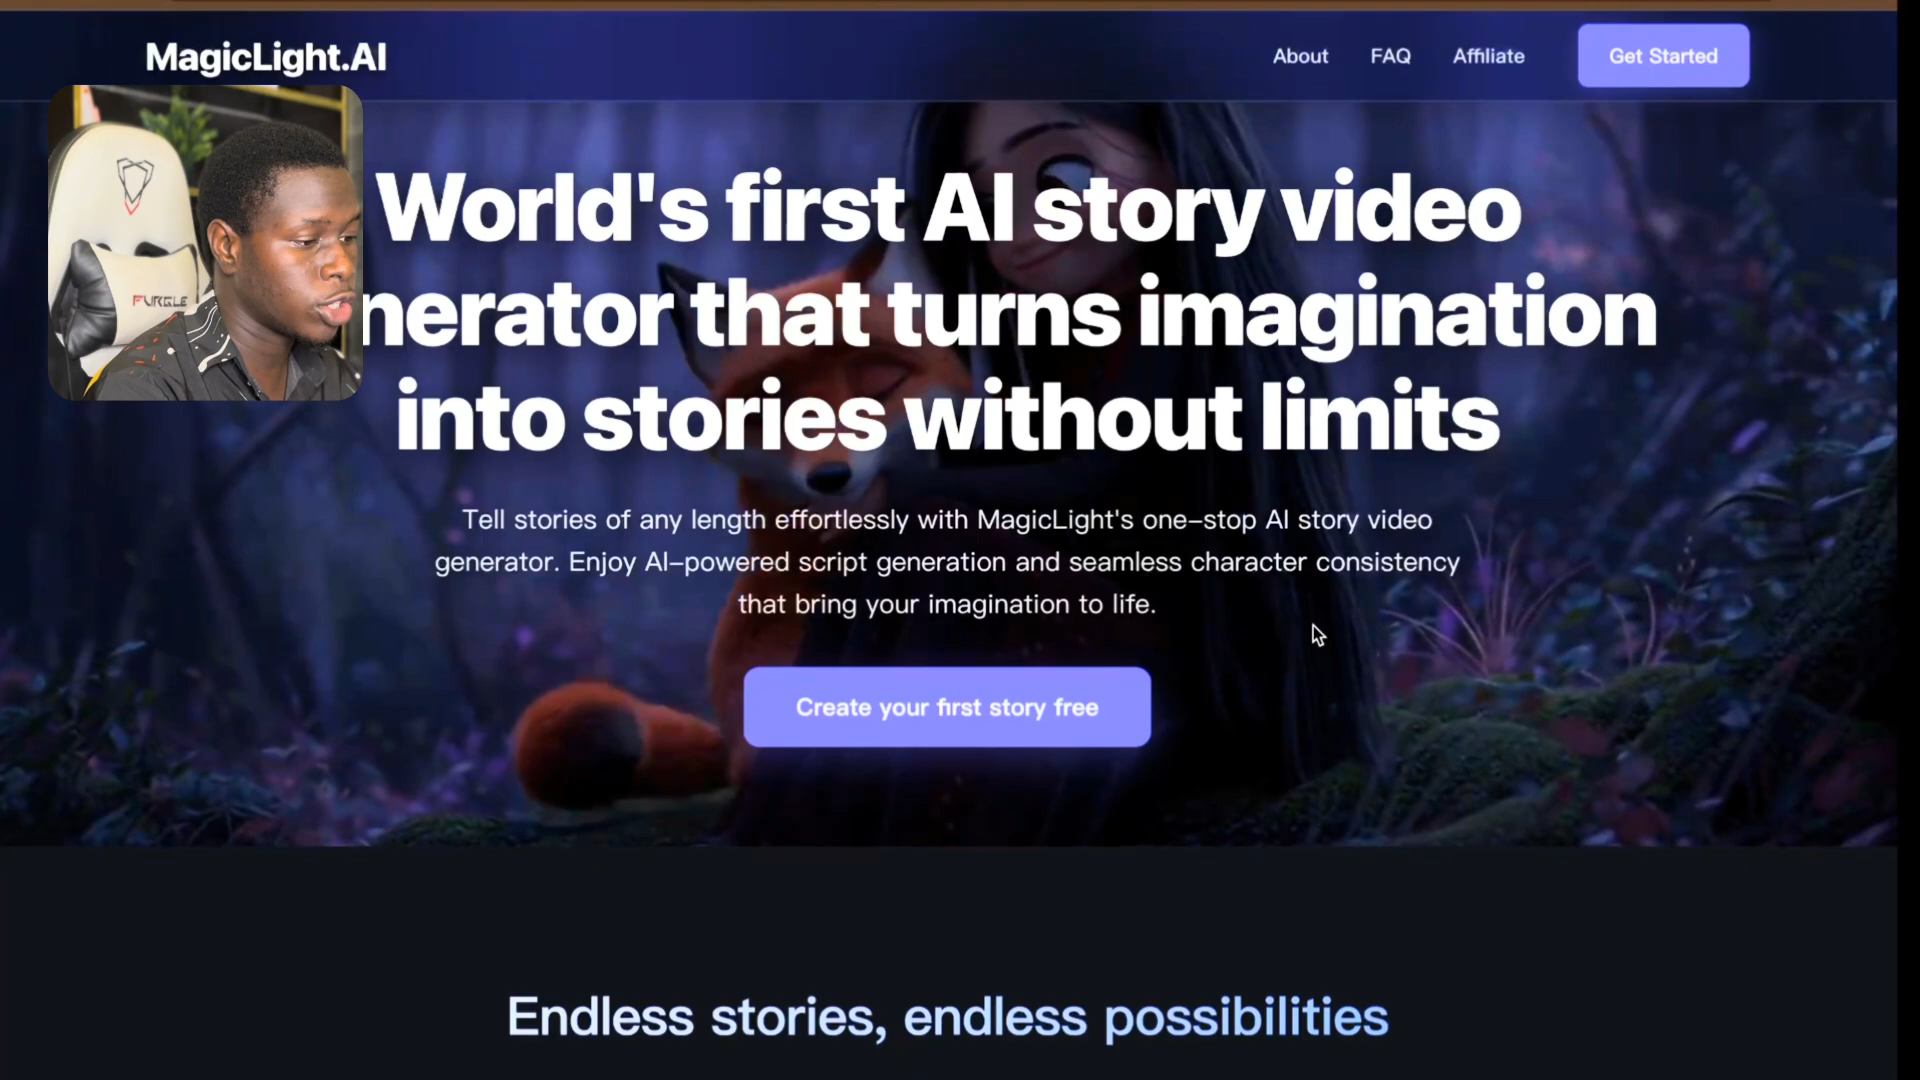 MagicLight.AI
About FAQ Affiliate Get Started
FURGLE
World's first AI story video
nerator that turns imagination
into stories without limits
Tell stories of any length effortlessly with MagicLight's one-stop AI story video
generator. Enjoy AI-powered script generation and seamless character consistency
that bring your imagination to life.
Create your first story free
Endless stories, endless possibilities